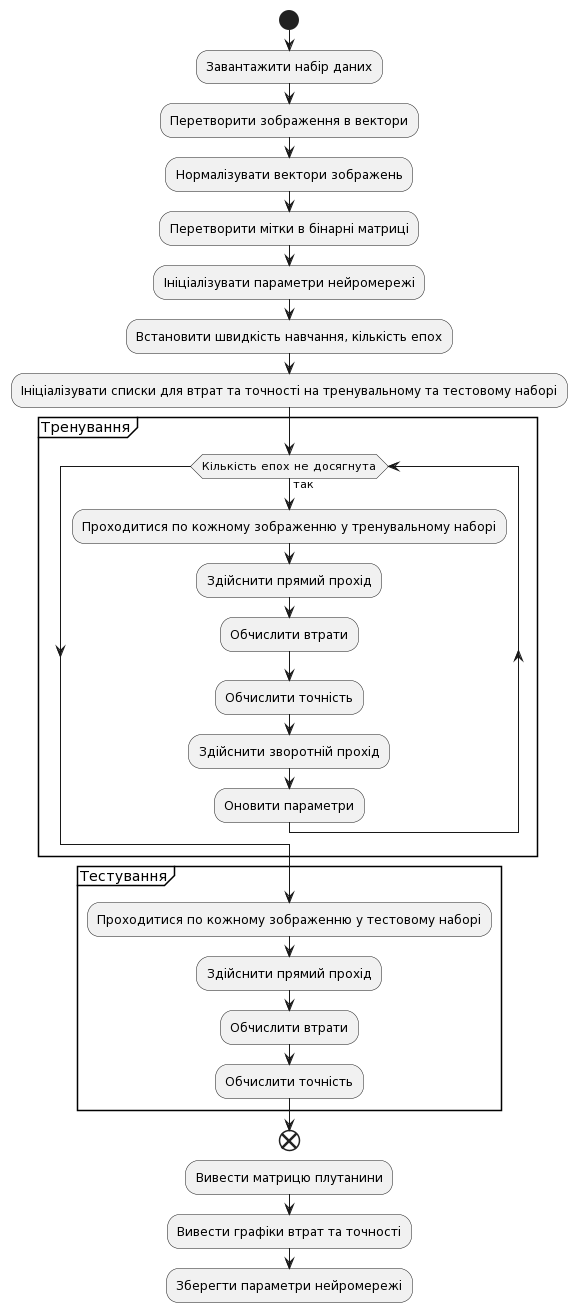 Завантажити набір даних
Перетворити зображення в вектори
Нормалізувати вектори зображень
Перетворити мітки в бінарні матриці
Ініціалізувати параметри нейромережі
Встановити швидкість навчання, кількість епох
Ініціалізувати списки для втрат та точності на тренувальному та тестовому наборі
Тренування
Кількість епох не досягнута
так
Проходитися по кожному зображенню у тренувальному наборі
Здійснити прямий прохід
Обчислити втрати
Обчислити точність
Здійснити зворотній прохід
Оновити параметри
Тестування
Проходитися по кожному зображенню у тестовому наборі
Здійснити прямий прохід
Обчислити втрати
Обчислити точність
Вивести матрицю плутанини
Вивести графіки втрат та точності
Зберегти параметри нейромережі